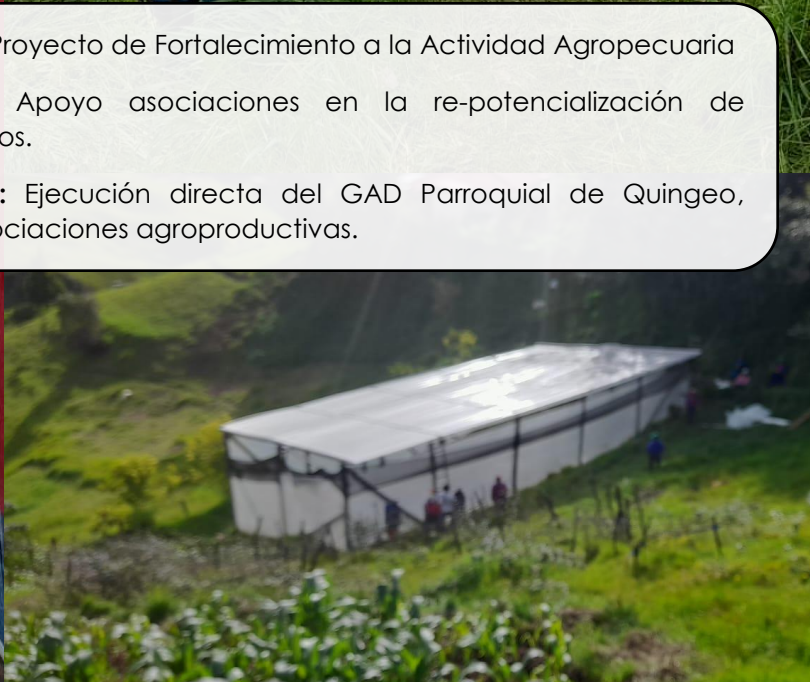 Proyecto de Fortalecimiento a la Actividad Agropecuaria
Apoyo asociaciones en la re-potencialización de
os.
: Ejecución directa del GAD Parroquial de Quingeo,
ociaciones agroproductivas.